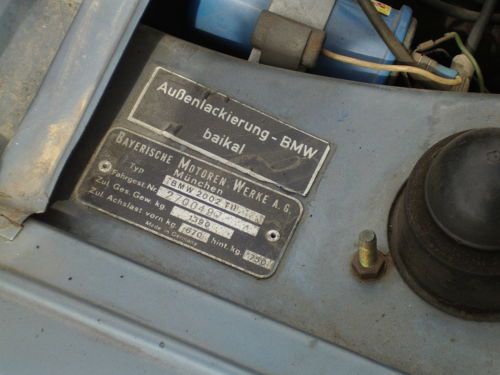 Außenlackierung-BMW
baikal
BAYERISCHE MOTOREN WERKE A.G.
München
Typ BMW 2002
Fahrgest. Nr.
Zul. Ges. Gew. kg.
Zul. Achslast vorn kg. 670 hint. kg.
Made in Germany